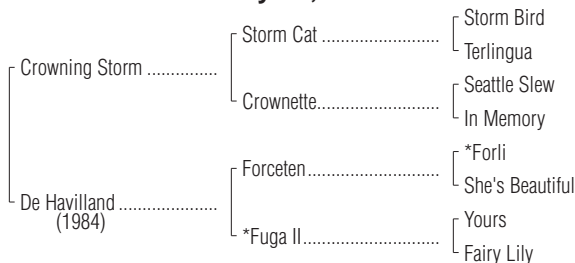 Storm Bird
Storm Cat ..............................
Terlingua
Crowning Storm ...............
Seattle Slew
Crownette...............................
In Memory
*Forli
Forceten.................................
She's Beautiful
De Havilland .....................
(1984)
Yours
*Fuga II..................................
Fairy Lily